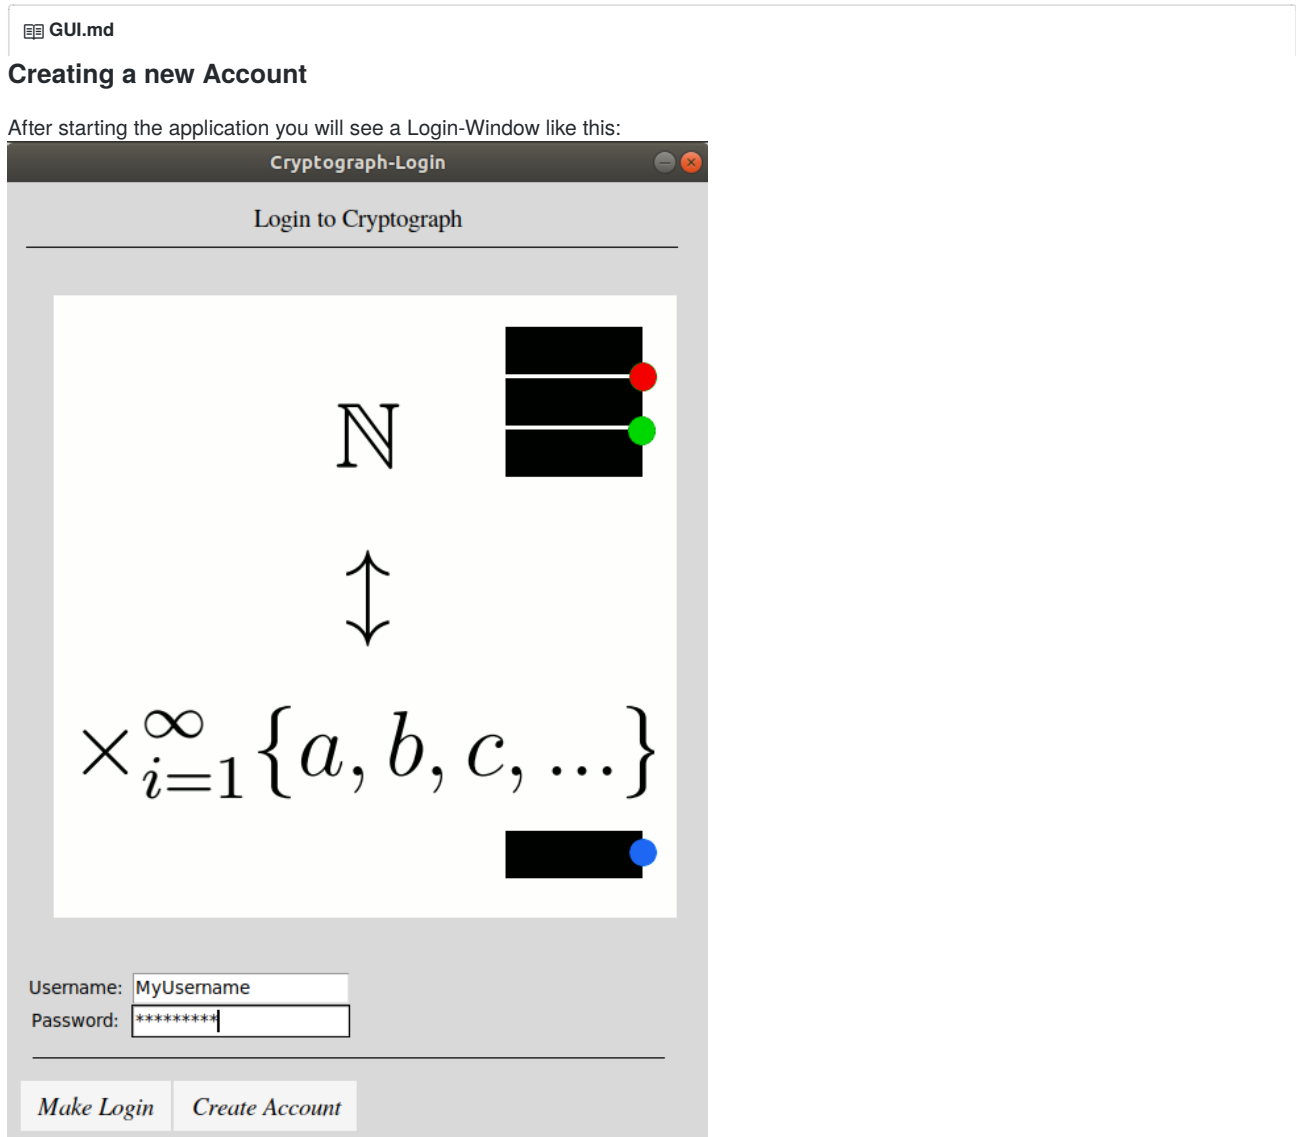 GUI.md
Creating a new Account
After starting the application you will see a Login-Window like this:
Cryptograph-Login
Login to Cryptograph
ℕ
↕
×_{i=1}^{∞}{a, b, c, ...}
Username: MyUsername
Password: *********
Make Login Create Account